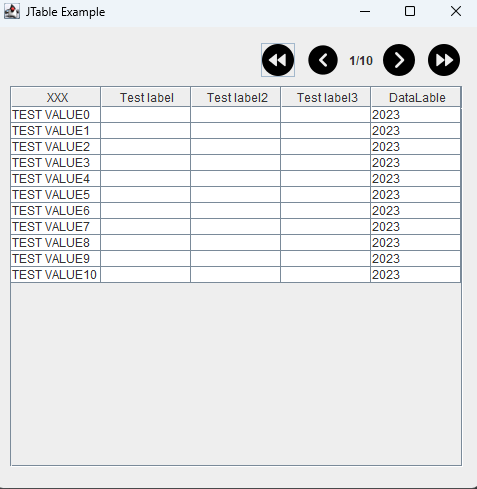 JTable Example
1/10
XXX Test label Test label2 Test label3 DataLable
TEST VALUE0 2023
TEST VALUE1 2023
TEST VALUE2 2023
TEST VALUE3 2023
TEST VALUE4 2023
TEST VALUE5 2023
TEST VALUE6 2023
TEST VALUE7 2023
TEST VALUE8 2023
TEST VALUE9 2023
TEST VALUE10 2023